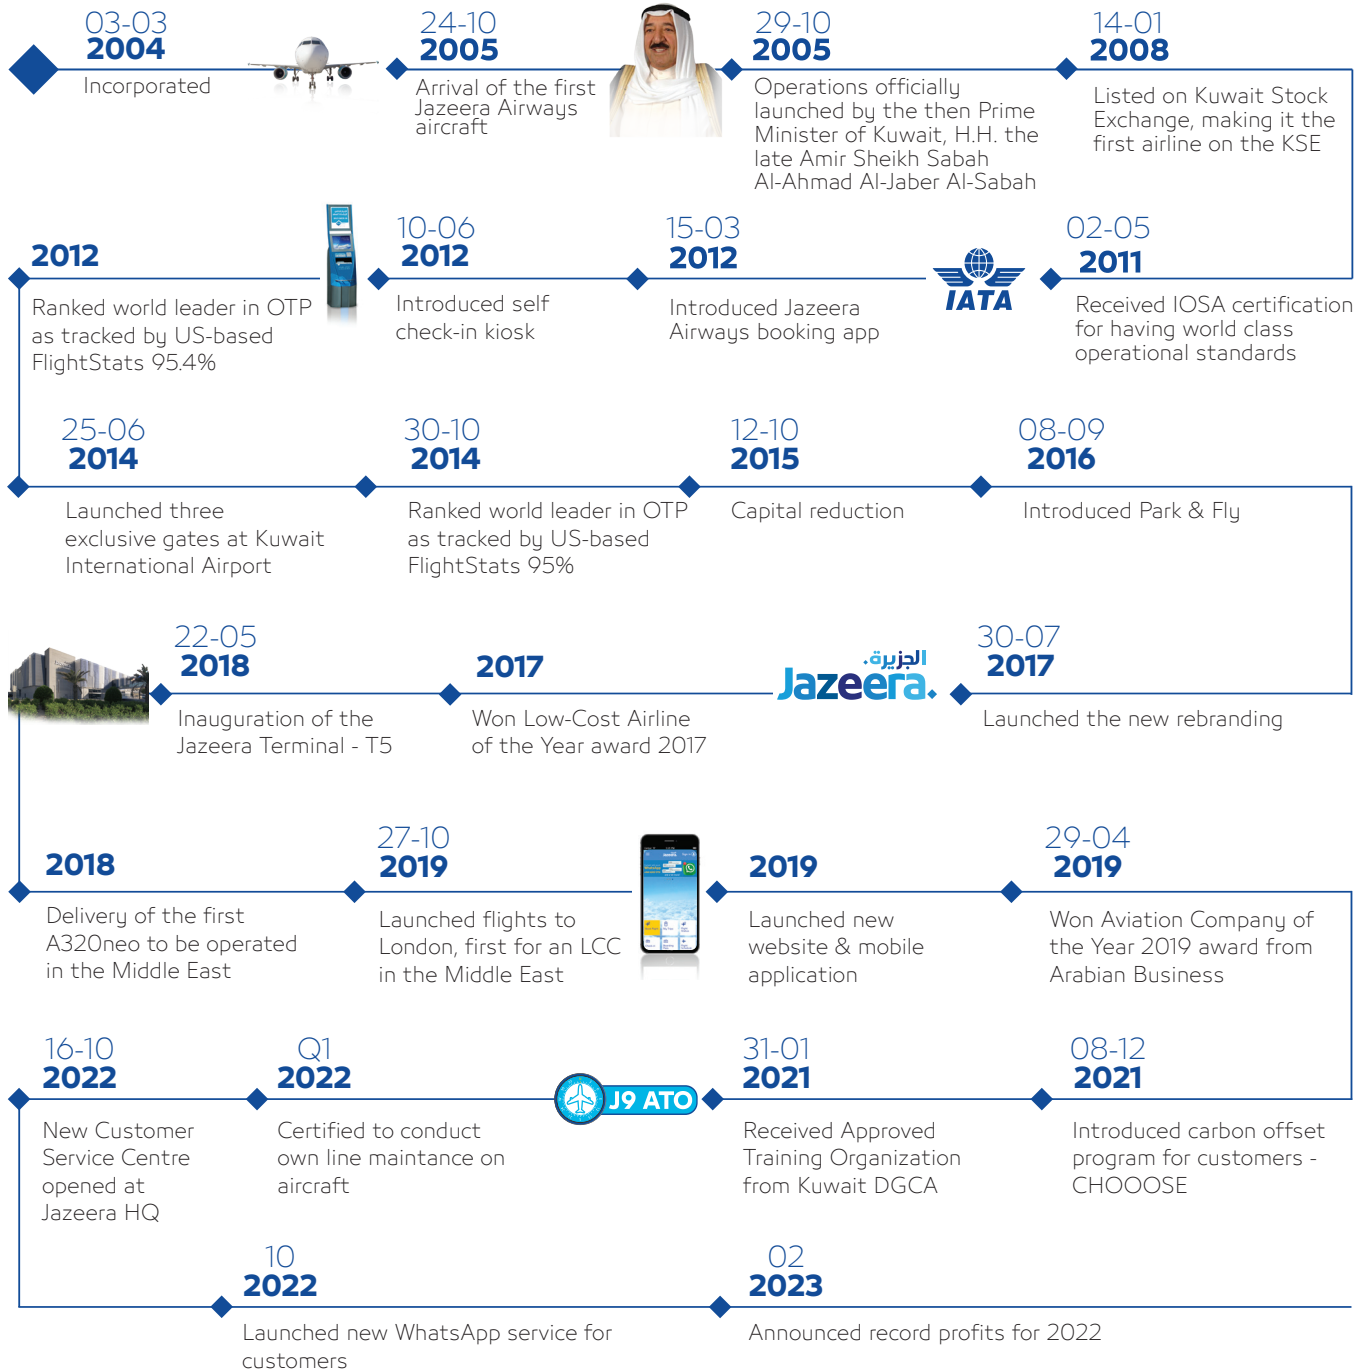 03-03
2004
Incorporated
24-10
2005
Arrival of the first
Jazeera Airways
aircraft
29-10
2005
Operations officially
launched by the then Prime
Minister of Kuwait, H.H. the
late Amir Sheikh Sabah
Al-Ahmad Al-Jaber Al-Sabah
14-01
2008
Listed on Kuwait Stock
Exchange, making it the
first airline on the KSE
2012
Ranked world leader in OTP
as tracked by US-based
FlightStats 95.4%
10-06
2012
Introduced self
check-in kiosk
15-03
2012
Introduced Jazeera
Airways booking app
IATA
02-05
2011
Received IOSA certification
for having world class
operational standards
25-06
2014
Launched three
exclusive gates at Kuwait
International Airport
30-10
2014
Ranked world leader in OTP
as tracked by US-based
FlightStats 95%
12-10
2015
Capital reduction
08-09
2016
Introduced Park & Fly
22-05
2018
Inauguration of the
Jazeera Terminal - T5
2017
Won Low-Cost Airline
of the Year award 2017
الجزيرة
Jazeera
30-07
2017
Launched the new rebranding
2018
Delivery of the first
A320neo to be operated
in the Middle East
27-10
2019
Launched flights to
London, first for an LCC
in the Middle East
2019
Launched new
website & mobile
application
29-04
2019
Won Aviation Company of
the Year 2019 award from
Arabian Business
16-10
2022
New Customer
Service Centre
opened at
Jazeera HQ
Q1
2022
Certified to conduct
own line maintance on
aircraft
J9 ATO
31-01
2021
Received Approved
Training Organization
from Kuwait DGCA
08-12
2021
Introduced carbon offset
program for customers -
CHOOOSE
10
2022
Launched new WhatsApp service for
customers
02
2023
Announced record profits for 2022